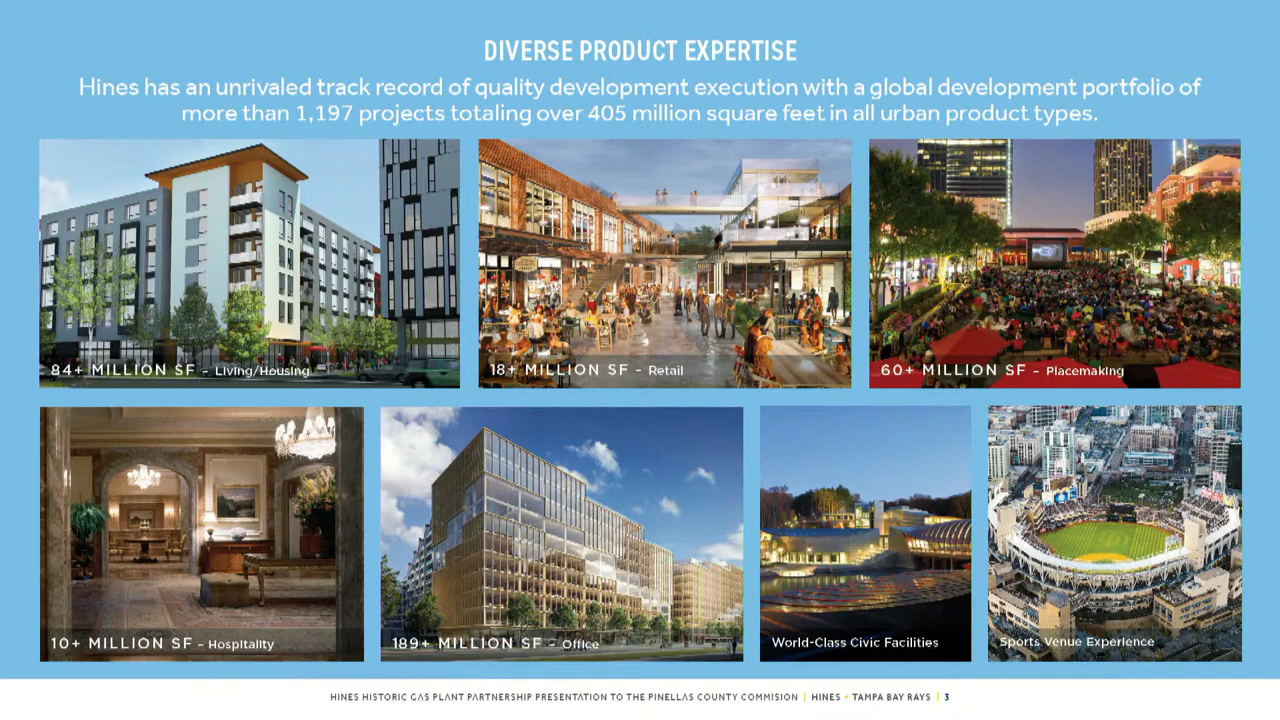 DIVERSE PRODUCT EXPERTISE
Hines has an unrivaled track record of quality development execution with a global development portfolio of
more than 1,197 projects totaling over 405 million square feet in all urban product types.
84+ MILLION SF – Living/Housing
18+ MILLION SF – Retail
60+ MILLION SF – Placemaking
10+ MILLION SF – Hospitality
189+ MILLION SF – Office
World-Class Civic Facilities
Sports Venue Experience
HINES HISTORIC GAS PLANT PARTNERSHIP PRESENTATION TO THE PINELLAS COUNTY COMMISION | HINES + TAMPA BAY RAYS | 3